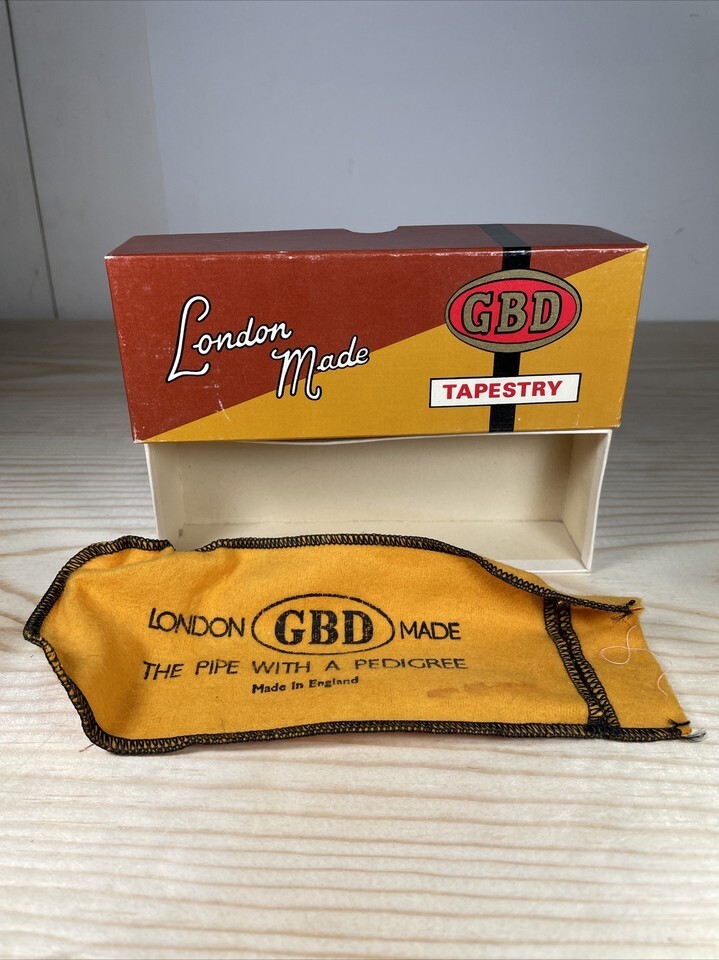 London
Made
GBD
TAPESTRY
LONDON GBD MADE
THE PIPE WITH A PEDIGREE
Made in England